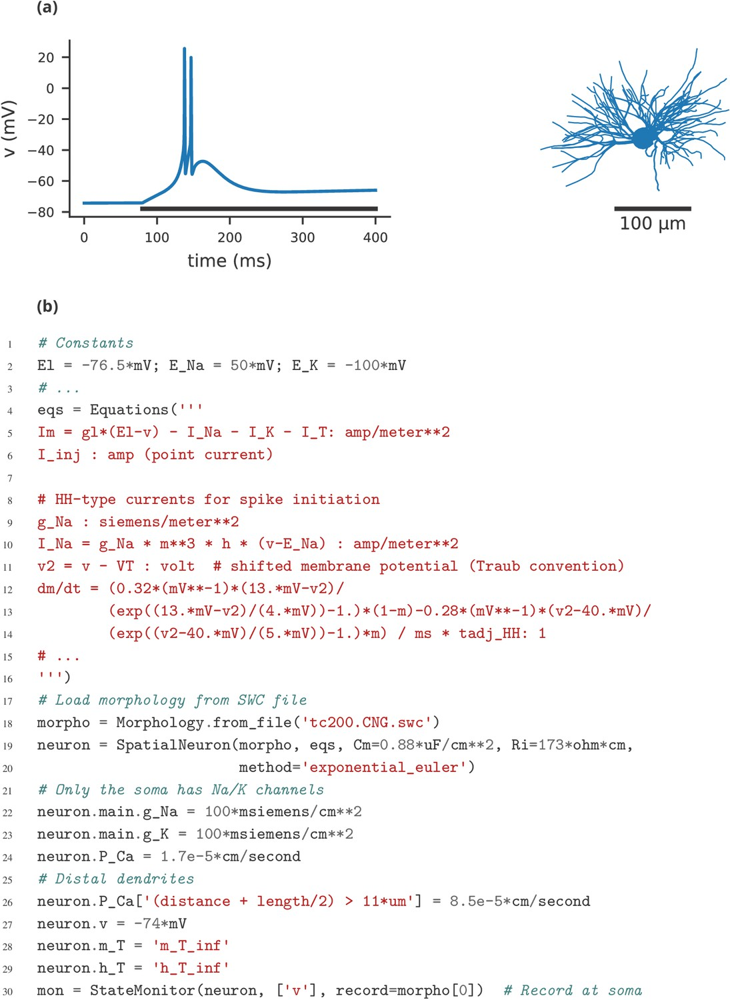 (a)
20
0
−20
−40
−60
−80
v (mV)
0 100 200 300 400
time (ms)
100 µm
(b)
1 # Constants
2 El = -76.5*mV; E_Na = 50*mV; E_K = -100*mV
3 # ...
4 eqs = Equations('''
5 Im = gl*(El-v) - I_Na - I_K - I_T: amp/meter**2
6 I_inj : amp (point current)
7
8 # HH-type currents for spike initiation
9 g_Na : siemens/meter**2
10 I_Na = g_Na * m**3 * h * (v-E_Na) : amp/meter**2
11 v2 = v - VT : volt  # shifted membrane potential (Traub convention)
12 dm/dt = (0.32*(mV**-1)*(13.*mV-v2)/
13 (exp((13.*mV-v2)/(4.*mV))-1.)*(1-m)-0.28*(mV**-1)*(v2-40.*mV)/
14 (exp((v2-40.*mV)/(5.*mV))-1.)*m) / ms * tadj_HH: 1
15 # ...
16 ''')
17 # Load morphology from SWC file
18 morpho = Morphology.from_file('tc200.CNG.swc')
19 neuron = SpatialNeuron(morpho, eqs, Cm=0.88*uF/cm**2, Ri=173*ohm*cm,
20 method='exponential_euler')
21 # Only the soma has Na/K channels
22 neuron.main.g_Na = 100*msiemens/cm**2
23 neuron.main.g_K = 100*msiemens/cm**2
24 neuron.P_Ca = 1.7e-5*cm/second
25 # Distal dendrites
26 neuron.P_Ca['(distance + length/2) > 11*um'] = 8.5e-5*cm/second
27 neuron.v = -74*mV
28 neuron.m_T = 'm_T_inf'
29 neuron.h_T = 'h_T_inf'
30 mon = StateMonitor(neuron, ['v'], record=morpho[0])  # Record at soma